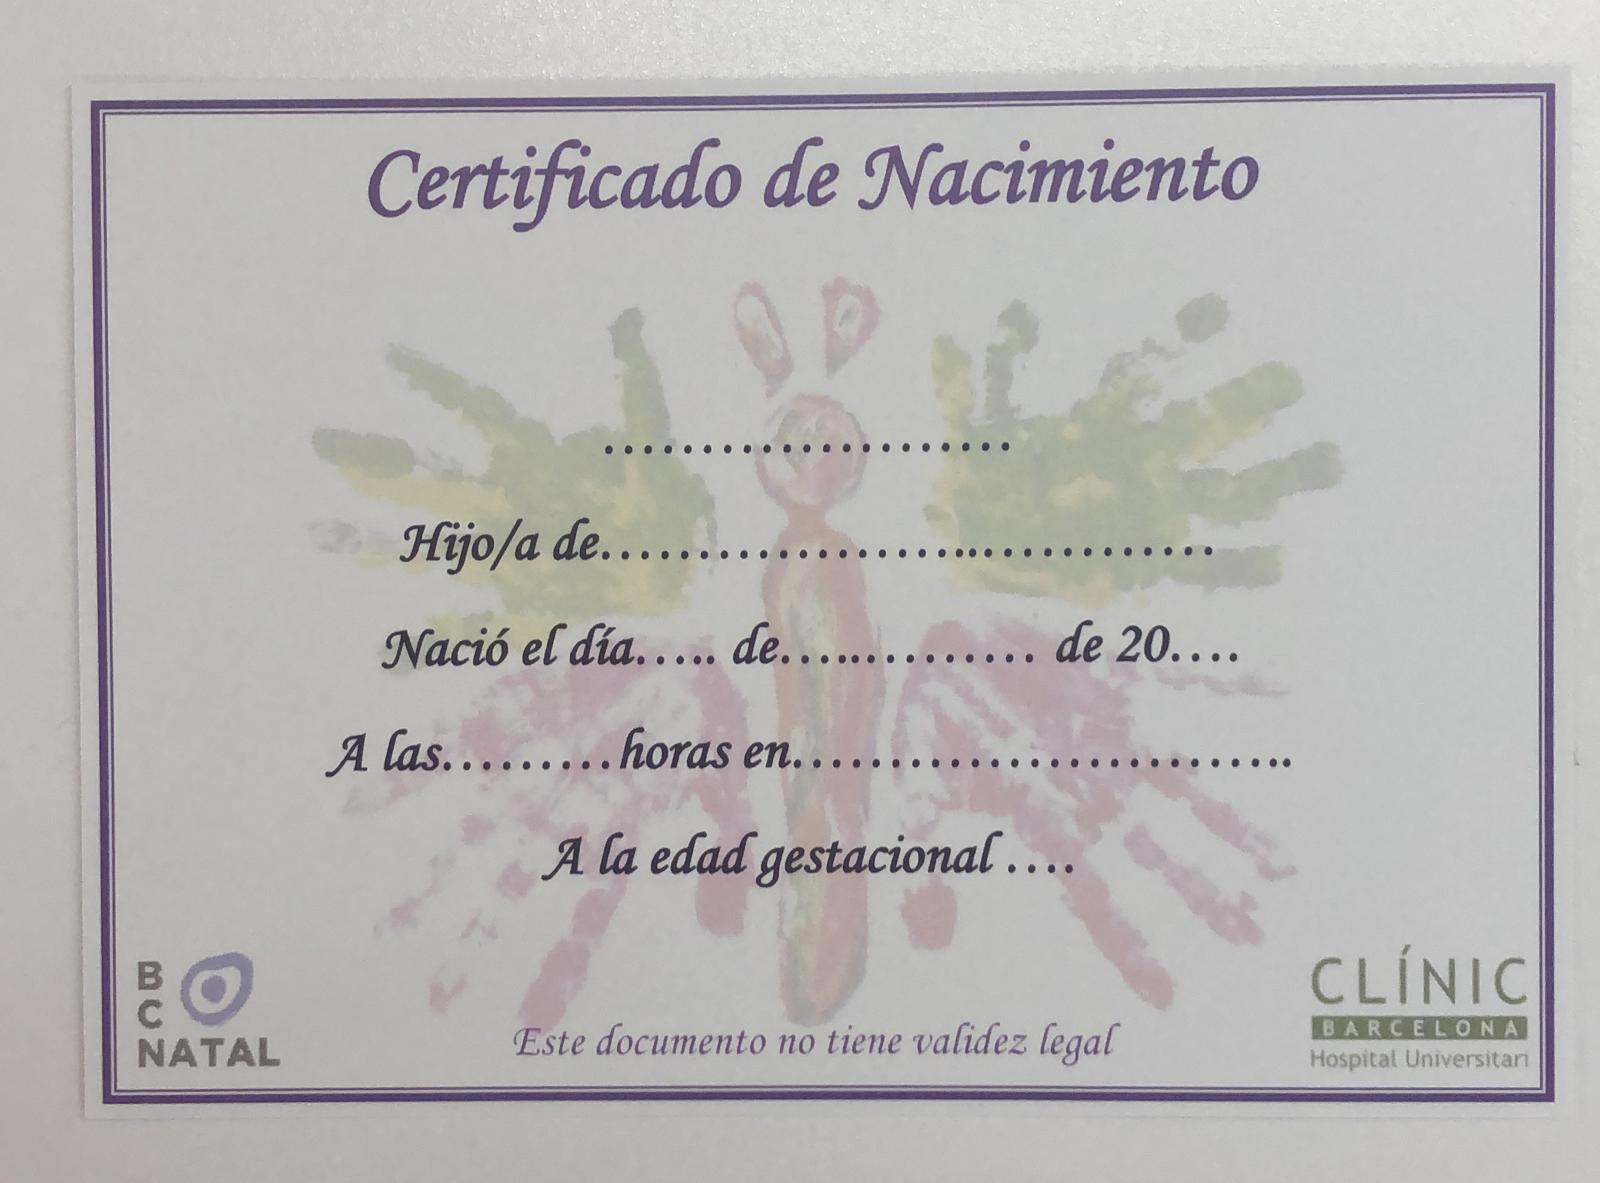 Certificado de Nacimiento
.....................
Hijo/a de................................
Nació el día..... de............. de 20....
A las.........horas en..........................
A la edad gestacional ....
B
C
NATAL
Este documento no tiene validez legal
CLÍNIC
BARCELONA
Hospital Universitari